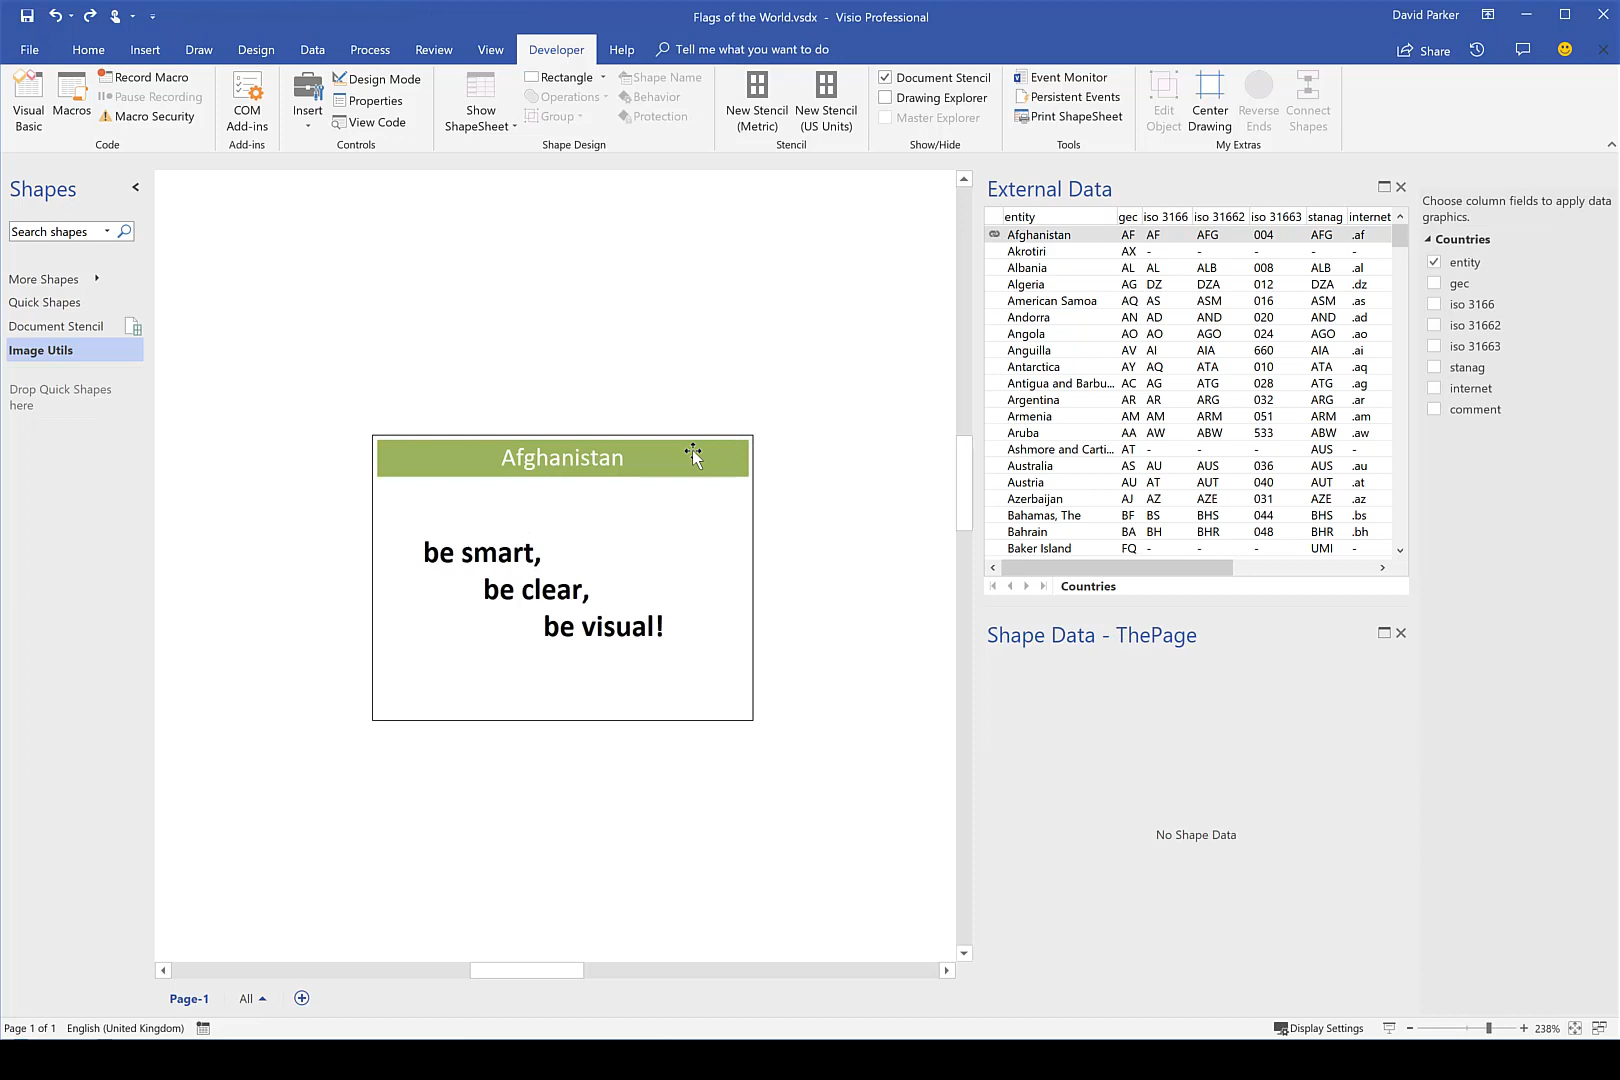 Flags of the World.vsdx - Visio Professional
David Parker
File Home Insert Draw Design Data Process Review View Developer Help Tell me what you want to do
Share
Visual Basic
Macros
Record Macro
Pause Recording
Macro Security
Code
COM Add-ins
Add-ins
Insert
Design Mode
Properties
View Code
Controls
Show ShapeSheet
Rectangle
Operations
Group
Shape Name
Behavior
Protection
Shape Design
New Stencil (Metric)
New Stencil (US Units)
Stencil
Document Stencil
Drawing Explorer
Master Explorer
Show/Hide
Event Monitor
Persistent Events
Print ShapeSheet
Tools
Edit Object
Center Drawing
Reverse Ends
Connect Shapes
My Extras
Shapes
Search shapes
More Shapes
Quick Shapes
Document Stencil
Image Utils
Drop Quick Shapes
here
Afghanistan
be smart,
be clear,
be visual!
External Data
entity gec iso 3166 iso 31662 iso 31663 stanag internet
Afghanistan AF AF AFG 004 AFG .af
Akrotiri AX - - - - -
Albania AL AL ALB 008 ALB .al
Algeria AG DZ DZA 012 DZA .dz
American Samoa AQ AS ASM 016 ASM .as
Andorra AN AD AND 020 AND .ad
Angola AO AO AGO 024 AGO .ao
Anguilla AV AI AIA 660 AIA .ai
Antarctica AY AQ ATA 010 ATA .aq
Antigua and Barbu... AC AG ATG 028 ATG .ag
Argentina AR AR ARG 032 ARG .ar
Armenia AM AM ARM 051 ARM .am
Aruba AA AW ABW 533 ABW .aw
Ashmore and Carti... AT - - - AUS -
Australia AS AU AUS 036 AUS .au
Austria AU AT AUT 040 AUT .at
Azerbaijan AJ AZ AZE 031 AZE .az
Bahamas, The BF BS BHS 044 BHS .bs
Bahrain BA BH BHR 048 BHR .bh
Baker Island FQ - - - UMI -
Countries
Shape Data - ThePage
No Shape Data
Choose column fields to apply data
graphics.
Countries
entity
gec
iso 3166
iso 31662
iso 31663
stanag
internet
comment
Page-1 All
Page 1 of 1 English (United Kingdom)
Display Settings
238%